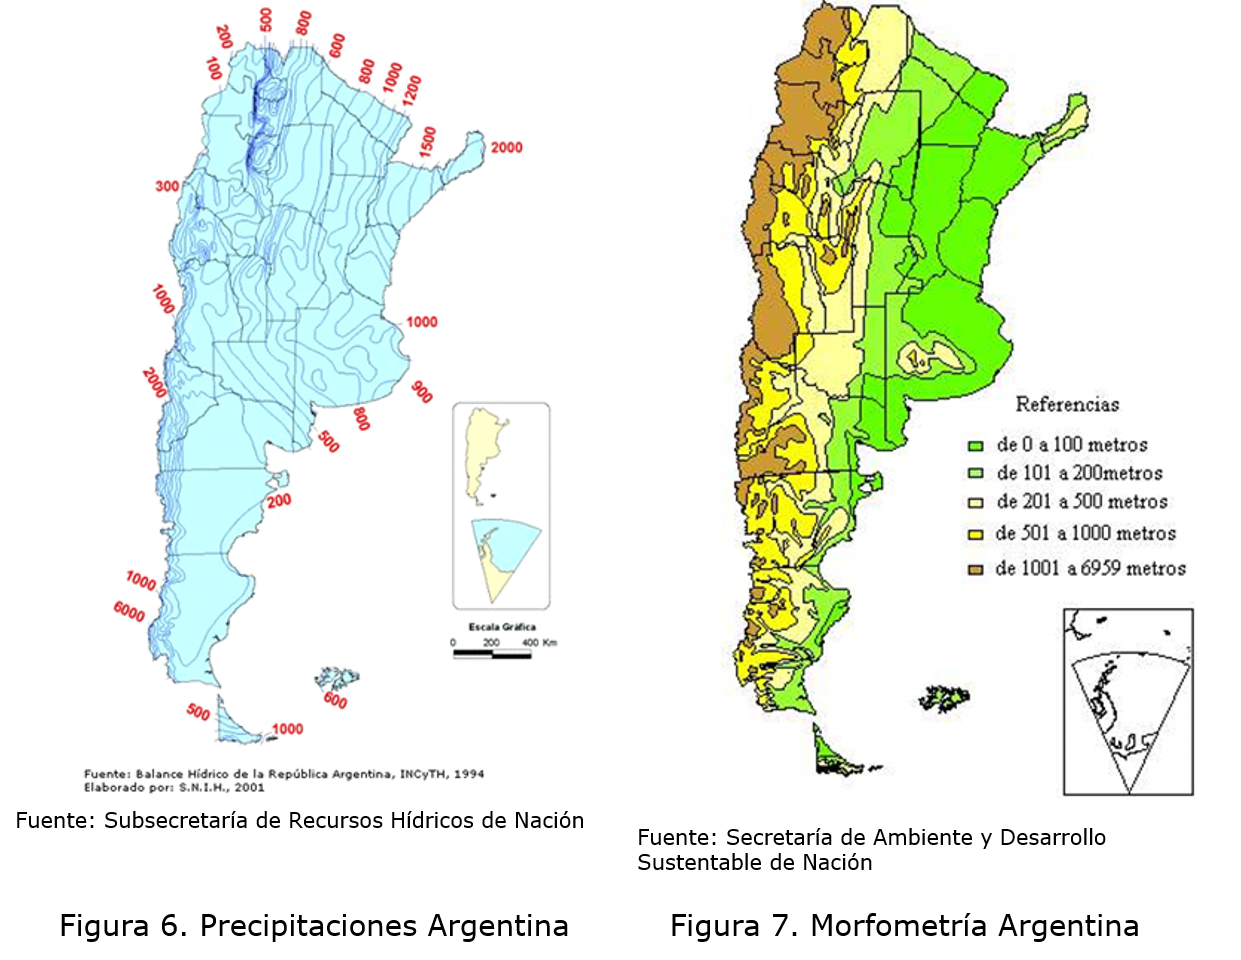 200
500
800
600
100
800
1000
1200
1500
2000
300
1000
1000
2000
900
800
500
200
1000
6000
600
500
1000
Escala Gráfica
0 200 400 Km
Fuente: Balance Hídrico de la República Argentina, INCyTH, 1994
Elaborado por: S.N.I.H., 2001
Fuente: Subsecretaría de Recursos Hídricos de Nación
Figura 6. Precipitaciones Argentina
Referencias
de 0 a 100 metros
de 101 a 200metros
de 201 a 500 metros
de 501 a 1000 metros
de 1001 a 6959 metros
Fuente: Secretaría de Ambiente y Desarrollo
Sustentable de Nación
Figura 7. Morfometría Argentina